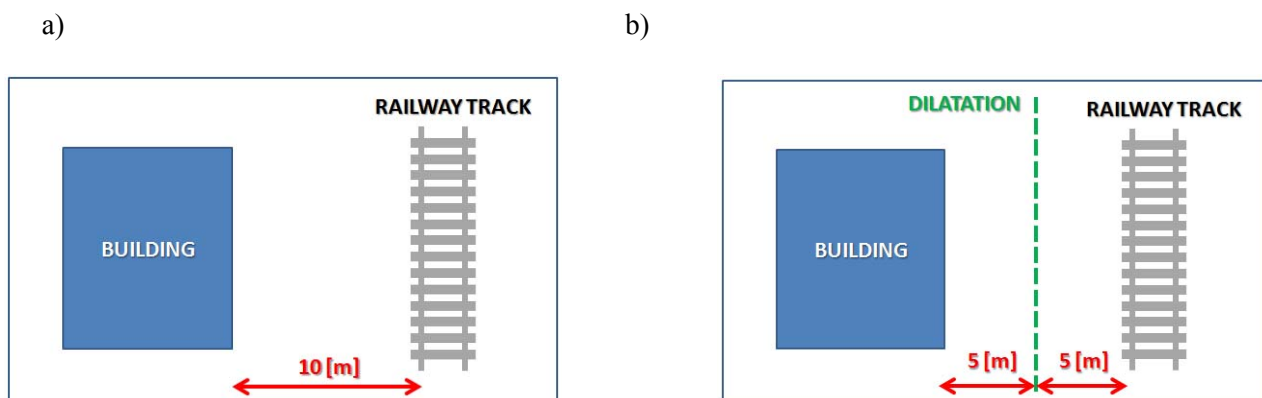 a)
b)
RAILWAY TRACK
BUILDING
10 [m]
DILATATION
RAILWAY TRACK
BUILDING
5 [m]
5 [m]